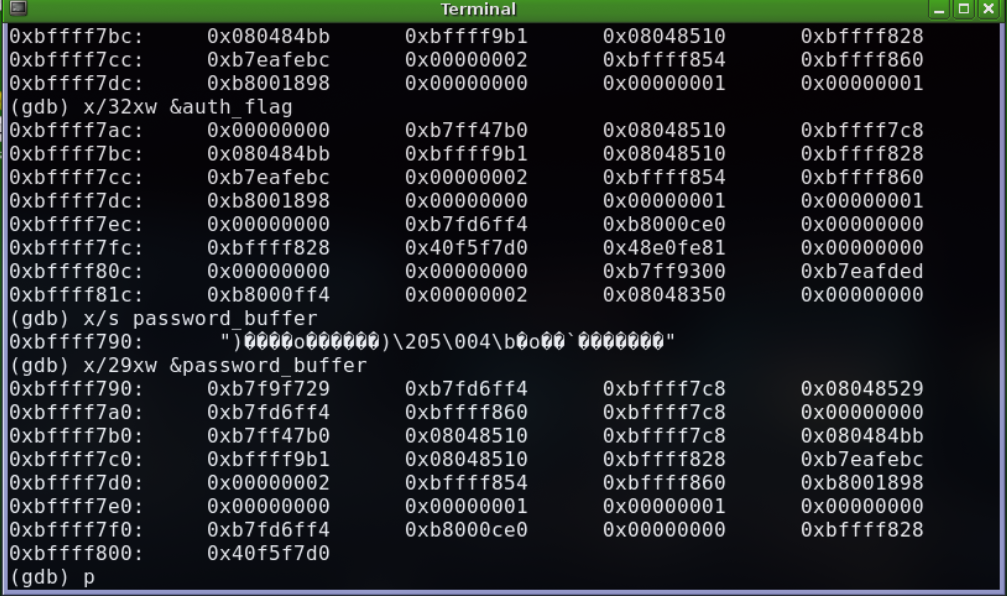 Terminal
0xbffff7bc: 0x080484bb 0xbffff9b1 0x08048510 0xbffff828
0xbffff7cc: 0xb7eafebc 0x00000002 0xbffff854 0xbffff860
0xbffff7dc: 0xb8001898 0x00000000 0x00000001 0x00000001
(gdb) x/32xw &auth_flag
0xbffff7ac: 0x00000000 0xb7ff47b0 0x08048510 0xbffff7c8
0xbffff7bc: 0x080484bb 0xbffff9b1 0x08048510 0xbffff828
0xbffff7cc: 0xb7eafebc 0x00000002 0xbffff854 0xbffff860
0xbffff7dc: 0xb8001898 0x00000000 0x00000001 0x00000001
0xbffff7ec: 0x00000000 0xb7fd6ff4 0xb8000ce0 0x00000000
0xbffff7fc: 0xbffff828 0x40f5f7d0 0x48e0fe81 0x00000000
0xbffff80c: 0x00000000 0x00000000 0xb7ff9300 0xb7eafded
0xbffff81c: 0xb8000ff4 0x00000002 0x08048350 0x00000000
(gdb) x/s password_buffer
0xbffff790: ")����o������)\205\004\b�o��`�������"
(gdb) x/29xw &password_buffer
0xbffff790: 0xb7f9f729 0xb7fd6ff4 0xbffff7c8 0x08048529
0xbffff7a0: 0xb7fd6ff4 0xbffff860 0xbffff7c8 0x00000000
0xbffff7b0: 0xb7ff47b0 0x08048510 0xbffff7c8 0x080484bb
0xbffff7c0: 0xbffff9b1 0x08048510 0xbffff828 0xb7eafebc
0xbffff7d0: 0x00000002 0xbffff854 0xbffff860 0xb8001898
0xbffff7e0: 0x00000000 0x00000001 0x00000001 0x00000000
0xbffff7f0: 0xb7fd6ff4 0xb8000ce0 0x00000000 0xbffff828
0xbffff800: 0x40f5f7d0
(gdb) p